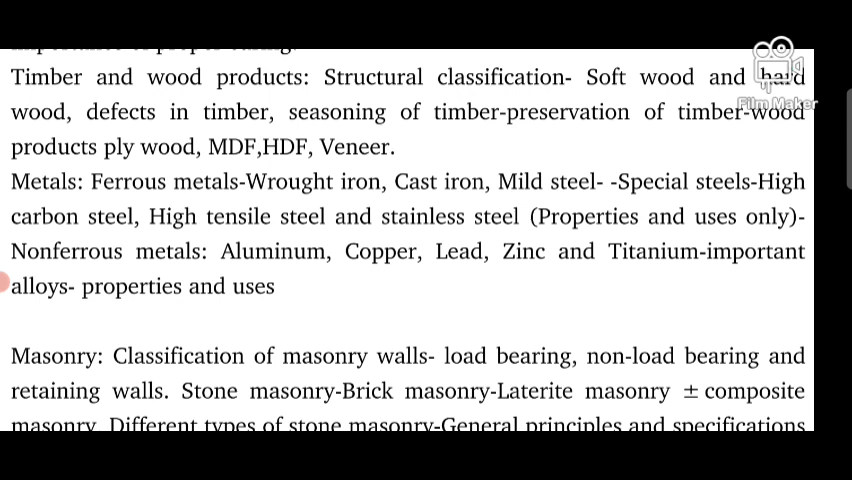 Timber and wood products: Structural classification- Soft wood and hard
wood, defects in timber, seasoning of timber-preservation of timber-wood
products ply wood, MDF,HDF, Veneer.
Metals: Ferrous metals-Wrought iron, Cast iron, Mild steel- -Special steels-High
carbon steel, High tensile steel and stainless steel (Properties and uses only)-
Nonferrous metals: Aluminum, Copper, Lead, Zinc and Titanium-important
alloys- properties and uses
Masonry: Classification of masonry walls- load bearing, non-load bearing and
retaining walls. Stone masonry-Brick masonry-Laterite masonry ± composite
masonry. Different types of stone masonry-General principles and specifications
Film Maker